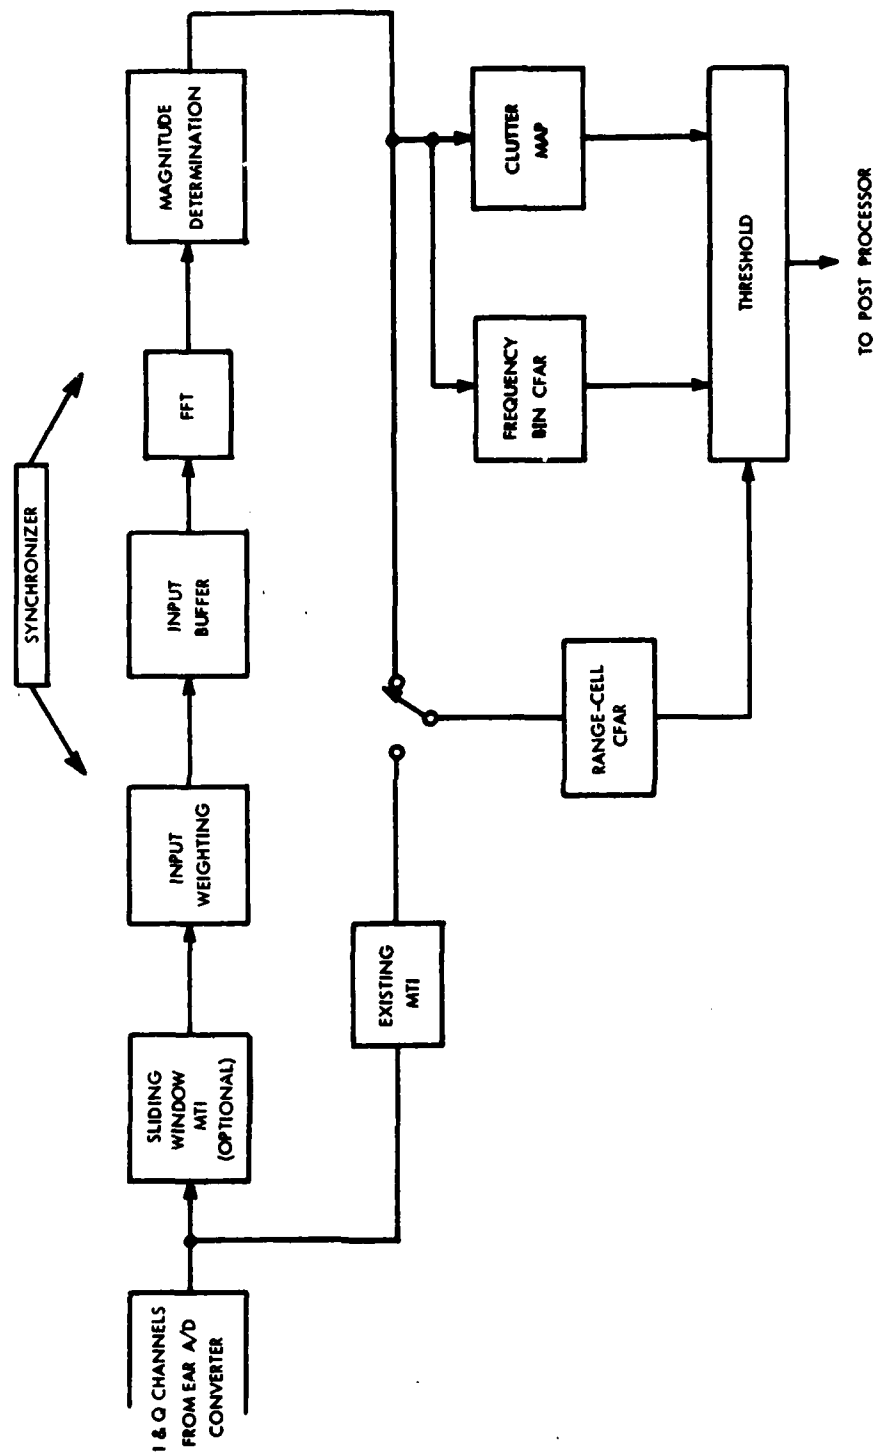 SYNCHRONIZER
I & Q CHANNELS
FROM EAR A/D
CONVERTER
SLIDING
WINDOW
MTI
(OPTIONAL)
INPUT
WEIGHTING
INPUT
BUFFER
FFT
MAGNITUDE
DETERMINATION
EXISTING
MTI
RANGE-CELL
CFAR
FREQUENCY
BIN CFAR
CLUTTER
MAP
THRESHOLD
TO POST PROCESSOR